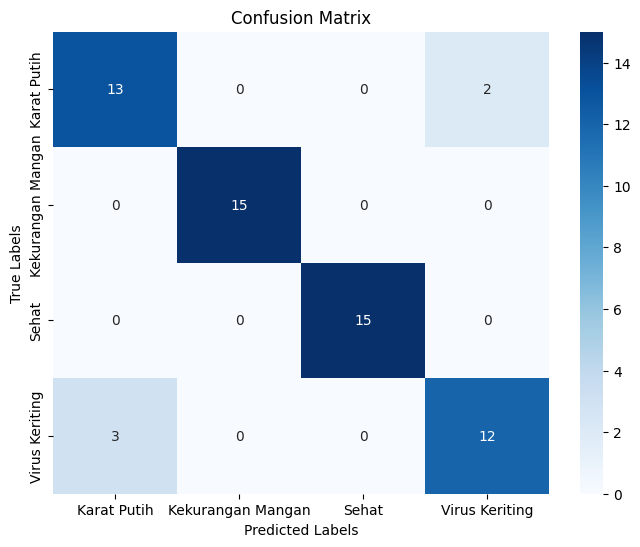 Confusion Matrix
True Labels
Karat Putih
13 0 0 2
Kekurangan Mangan
0 15 0 0
Sehat
0 0 15 0
Virus Keriting
3 0 0 12
Karat Putih Kekurangan Mangan Sehat Virus Keriting
Predicted Labels
14
12
10
8
6
4
2
0